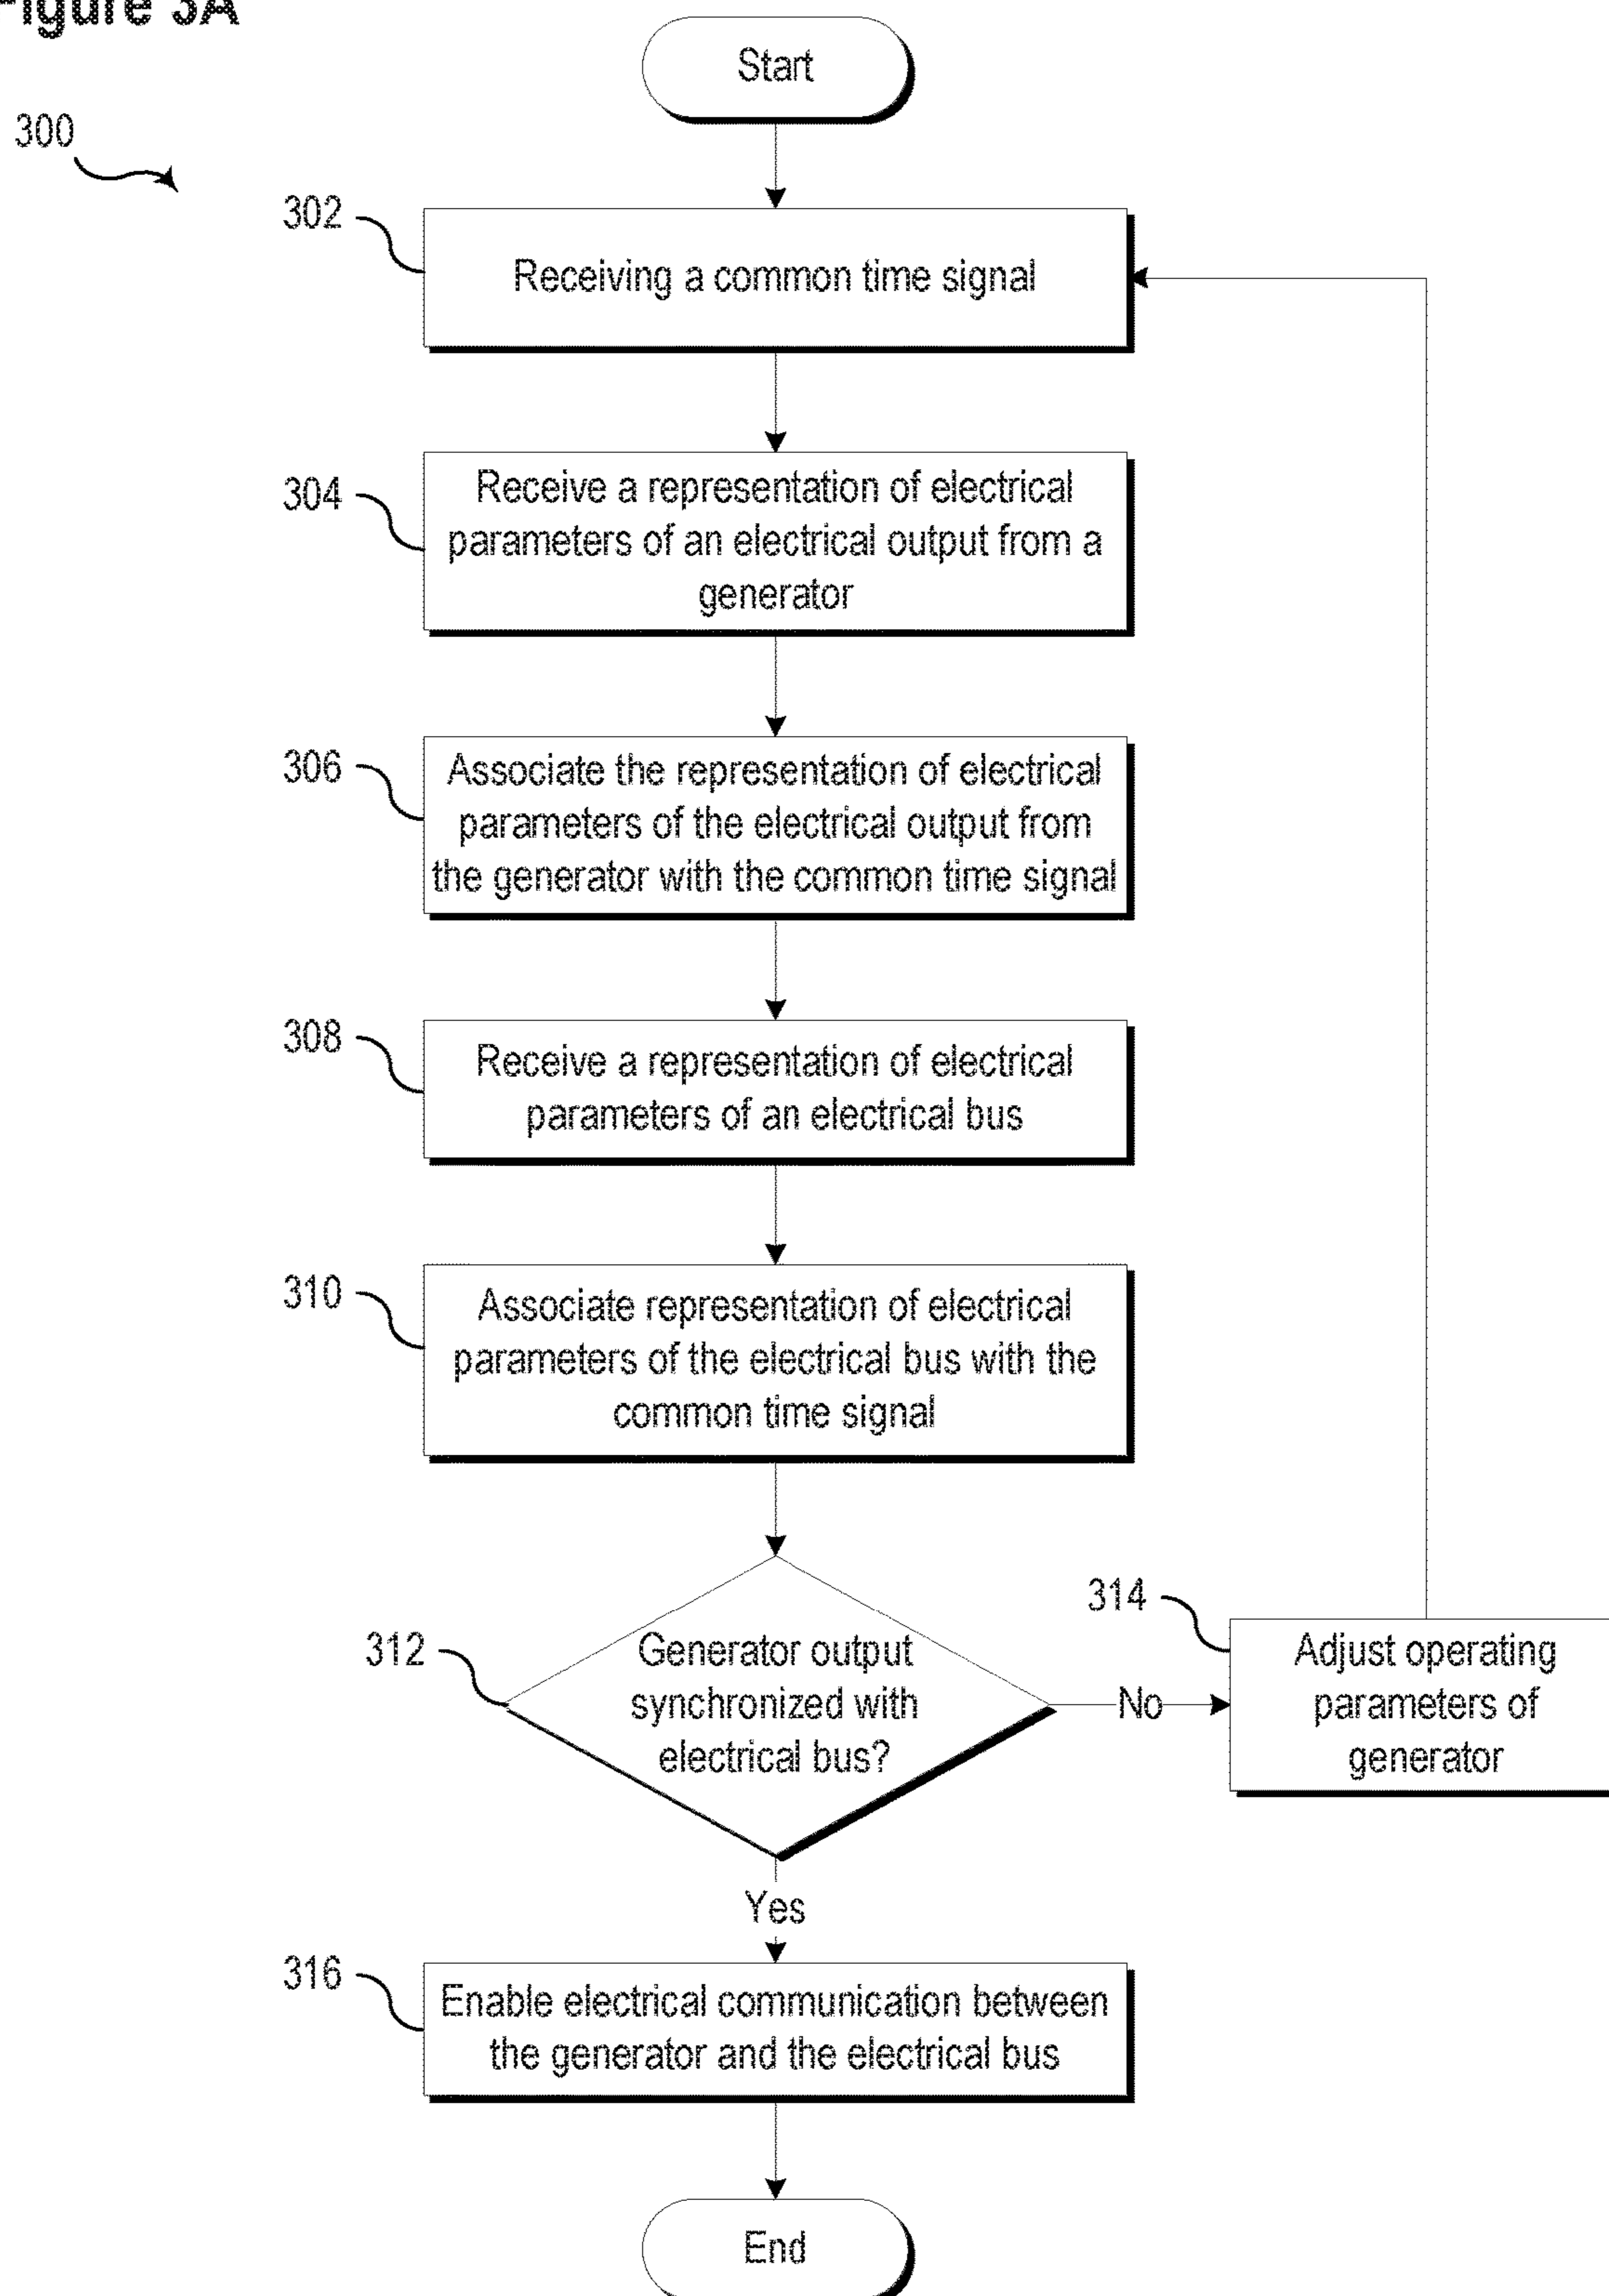 Figure 3A
Start
300
302
Receiving a common time signal
304
Receive a representation of electrical
parameters of an electrical output from a
generator
306
Associate the representation of electrical
parameters of the electrical output from
the generator with the common time signal
308
Receive a representation of electrical
parameters of an electrical bus
310
Associate representation of electrical
parameters of the electrical bus with the
common time signal
312
Generator output
synchronized with
electrical bus?
No
314
Adjust operating
parameters of
generator
Yes
316
Enable electrical communication between
the generator and the electrical bus
End